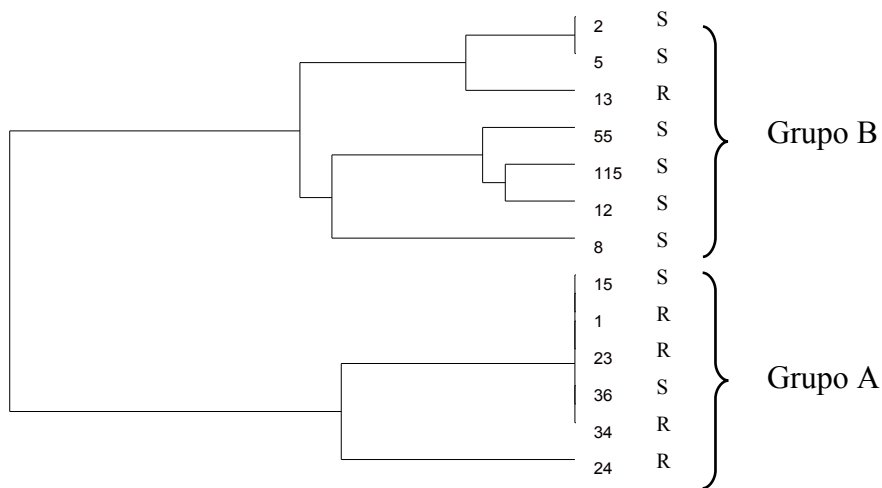 2 S
5 S
13 R
55 S
Grupo B
115 S
12 S
8 S
15 S
1 R
23 R
Grupo A
36 S
34 R
24 R